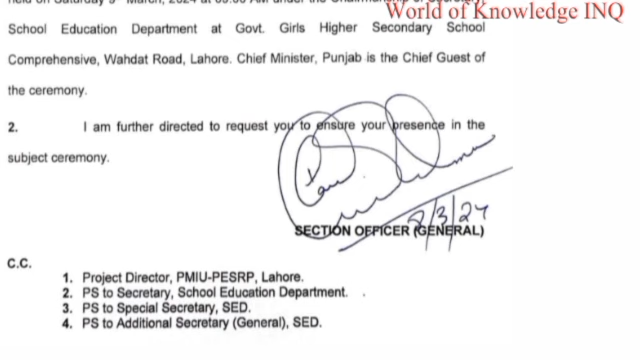 World of Knowledge INQ
School Education Department at Govt. Girls Higher Secondary School
Comprehensive, Wahdat Road, Lahore. Chief Minister, Punjab is the Chief Guest of
the ceremony.
2. I am further directed to request you to ensure your presence in the
subject ceremony.
8/3/24
SECTION OFFICER (GENERAL)
C.C.
1. Project Director, PMIU-PESRP, Lahore.
2. PS to Secretary, School Education Department.
3. PS to Special Secretary, SED.
4. PS to Additional Secretary (General), SED.